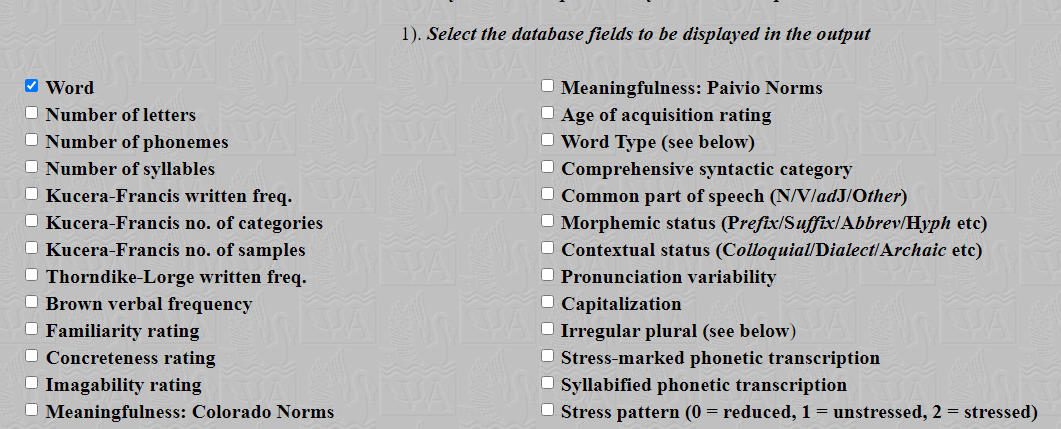 1). Select the database fields to be displayed in the output
Word
Number of letters
Number of phonemes
Number of syllables
Kucera-Francis written freq.
Kucera-Francis no. of categories
Kucera-Francis no. of samples
Thorndike-Lorge written freq.
Brown verbal frequency
Familiarity rating
Concreteness rating
Imagability rating
Meaningfulness: Colorado Norms
Meaningfulness: Paivio Norms
Age of acquisition rating
Word Type (see below)
Comprehensive syntactic category
Common part of speech (N/V/adJ/Other)
Morphemic status (Prefix/Suffix/Abbrev/Hyph etc)
Contextual status (Colloquial/Dialect/Archaic etc)
Pronunciation variability
Capitalization
Irregular plural (see below)
Stress-marked phonetic transcription
Syllabified phonetic transcription
Stress pattern (0 = reduced, 1 = unstressed, 2 = stressed)